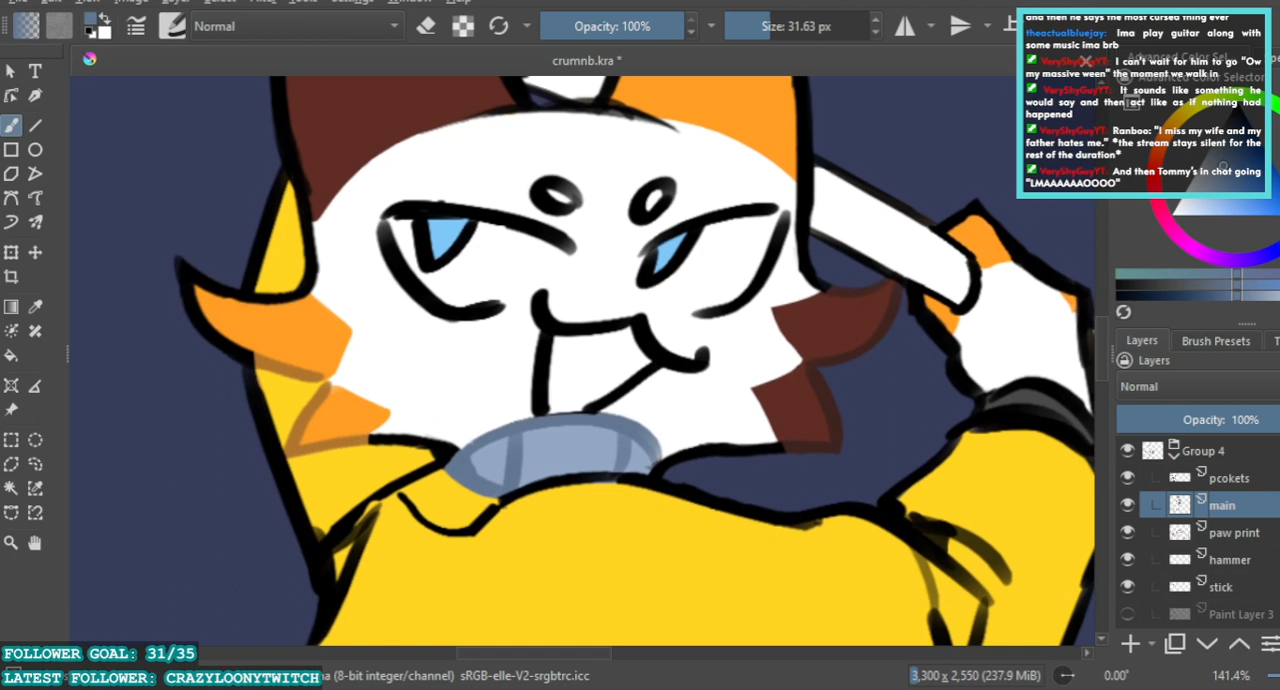 Normal
Opacity: 100%
Size: 31.63 px
crumnb.kra *
and then he says the most cursed thing ever
theactualbluejay: Ima play guitar along with
some music ima brb
VeryShyGuyYT: I can't wait for him to go "Ow
my massive ween" the moment we walk in
VeryShyGuyYT: It sounds like something he
would say and then act like as if nothing had
happened
VeryShyGuyYT: Ranboo: "I miss my wife and my
father hates me." *the stream stays silent for the
rest of the duration*
VeryShyGuyYT: And then Tommy's in chat going
"LMAAAAAAOOOO"
Layers
Brush Presets
Layers
Normal
Opacity: 100%
Group 4
pcokets
main
paw print
hammer
stick
Paint Layer 3
FOLLOWER GOAL: 31/35
LATEST FOLLOWER: CRAZYLOONYTWITCH
(8-bit integer/channel) sRGB-elle-V2-srgbtrc.icc
3,300 x 2,550 (237.9 MiB)
0.00°
141.4%